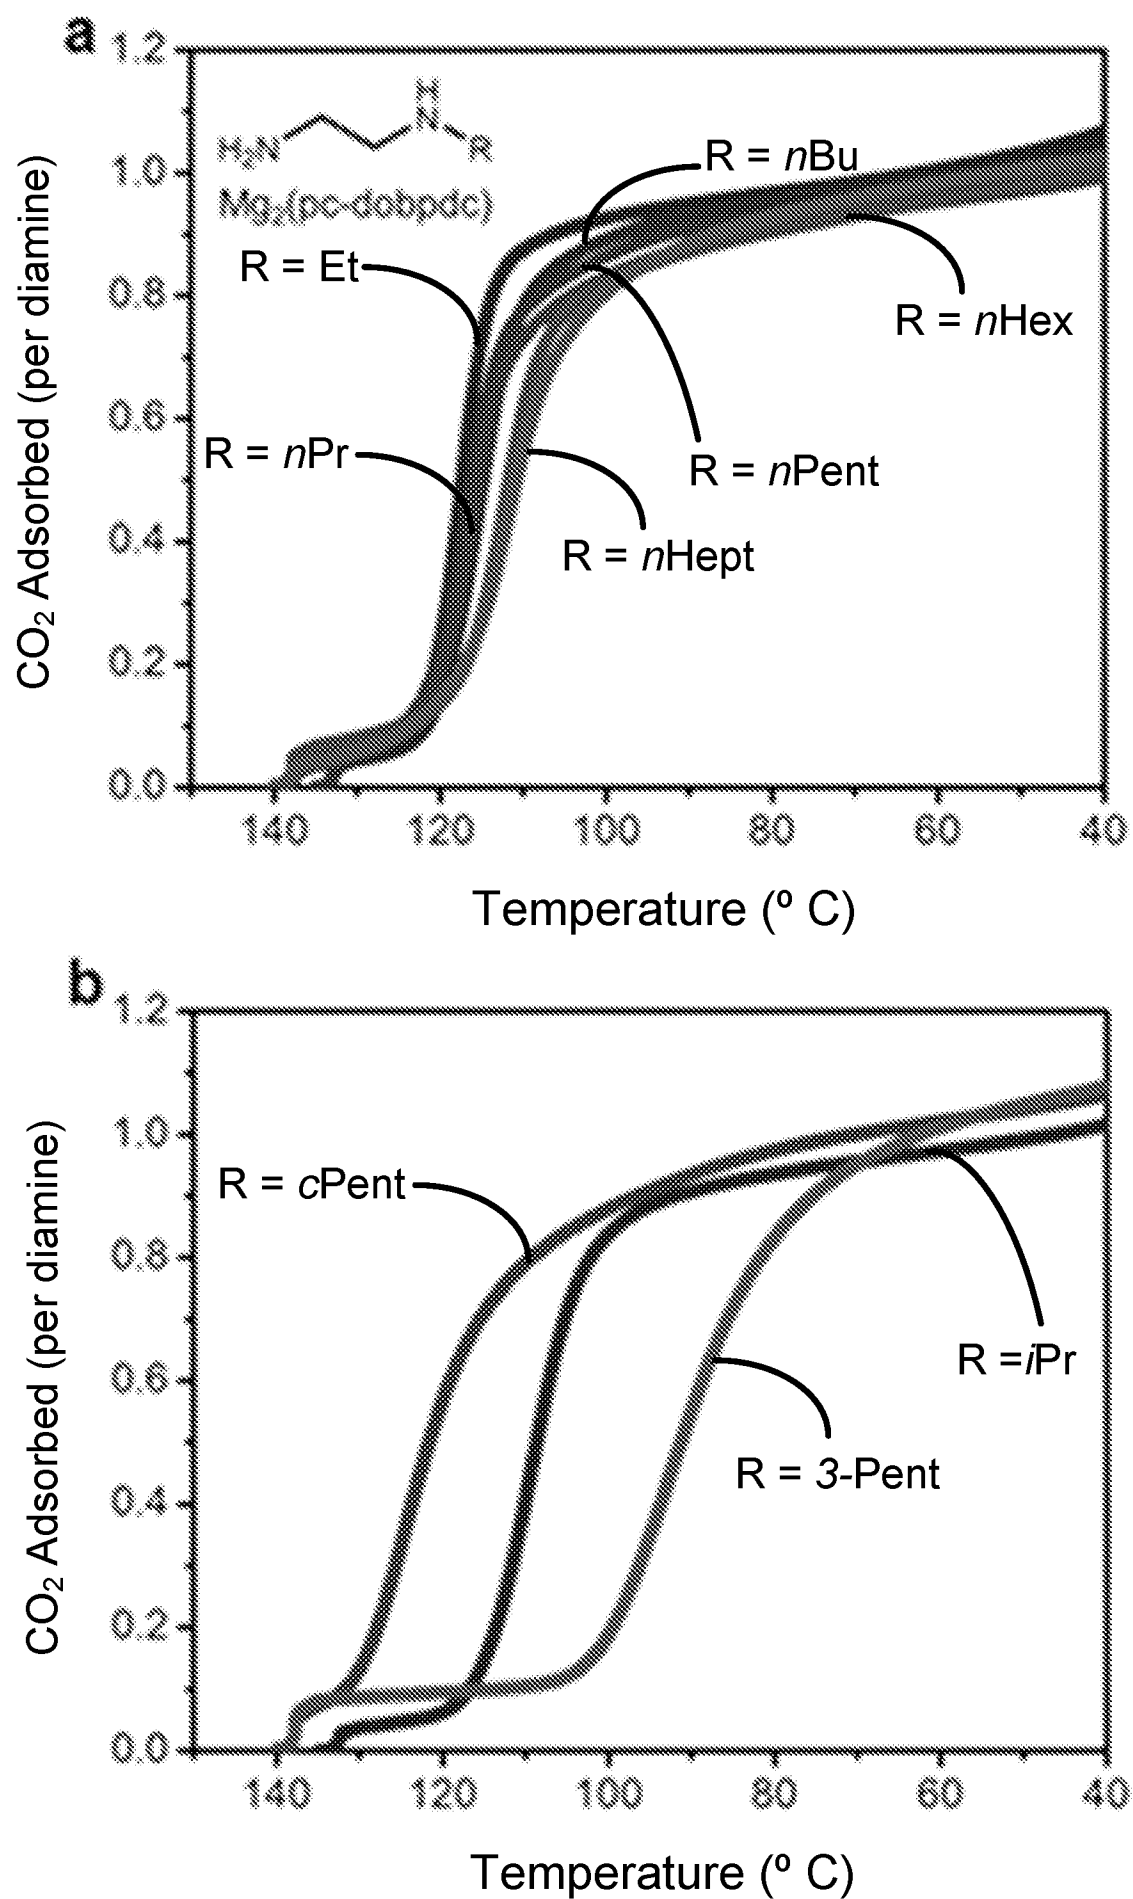 a
1.2
1.0
0.8
0.6
0.4
0.2
0.0
CO2 Adsorbed (per diamine)
H2N
H
N
R
Mg2(pc-dobpdc)
R = nBu
R = Et
R = nHex
R = nPr
R = nPent
R = nHept
140 120 100 80 60 40
Temperature (º C)
b
1.2
1.0
0.8
0.6
0.4
0.2
0.0
CO2 Adsorbed (per diamine)
R = cPent
R =iPr
R = 3-Pent
140 120 100 80 60 40
Temperature (º C)